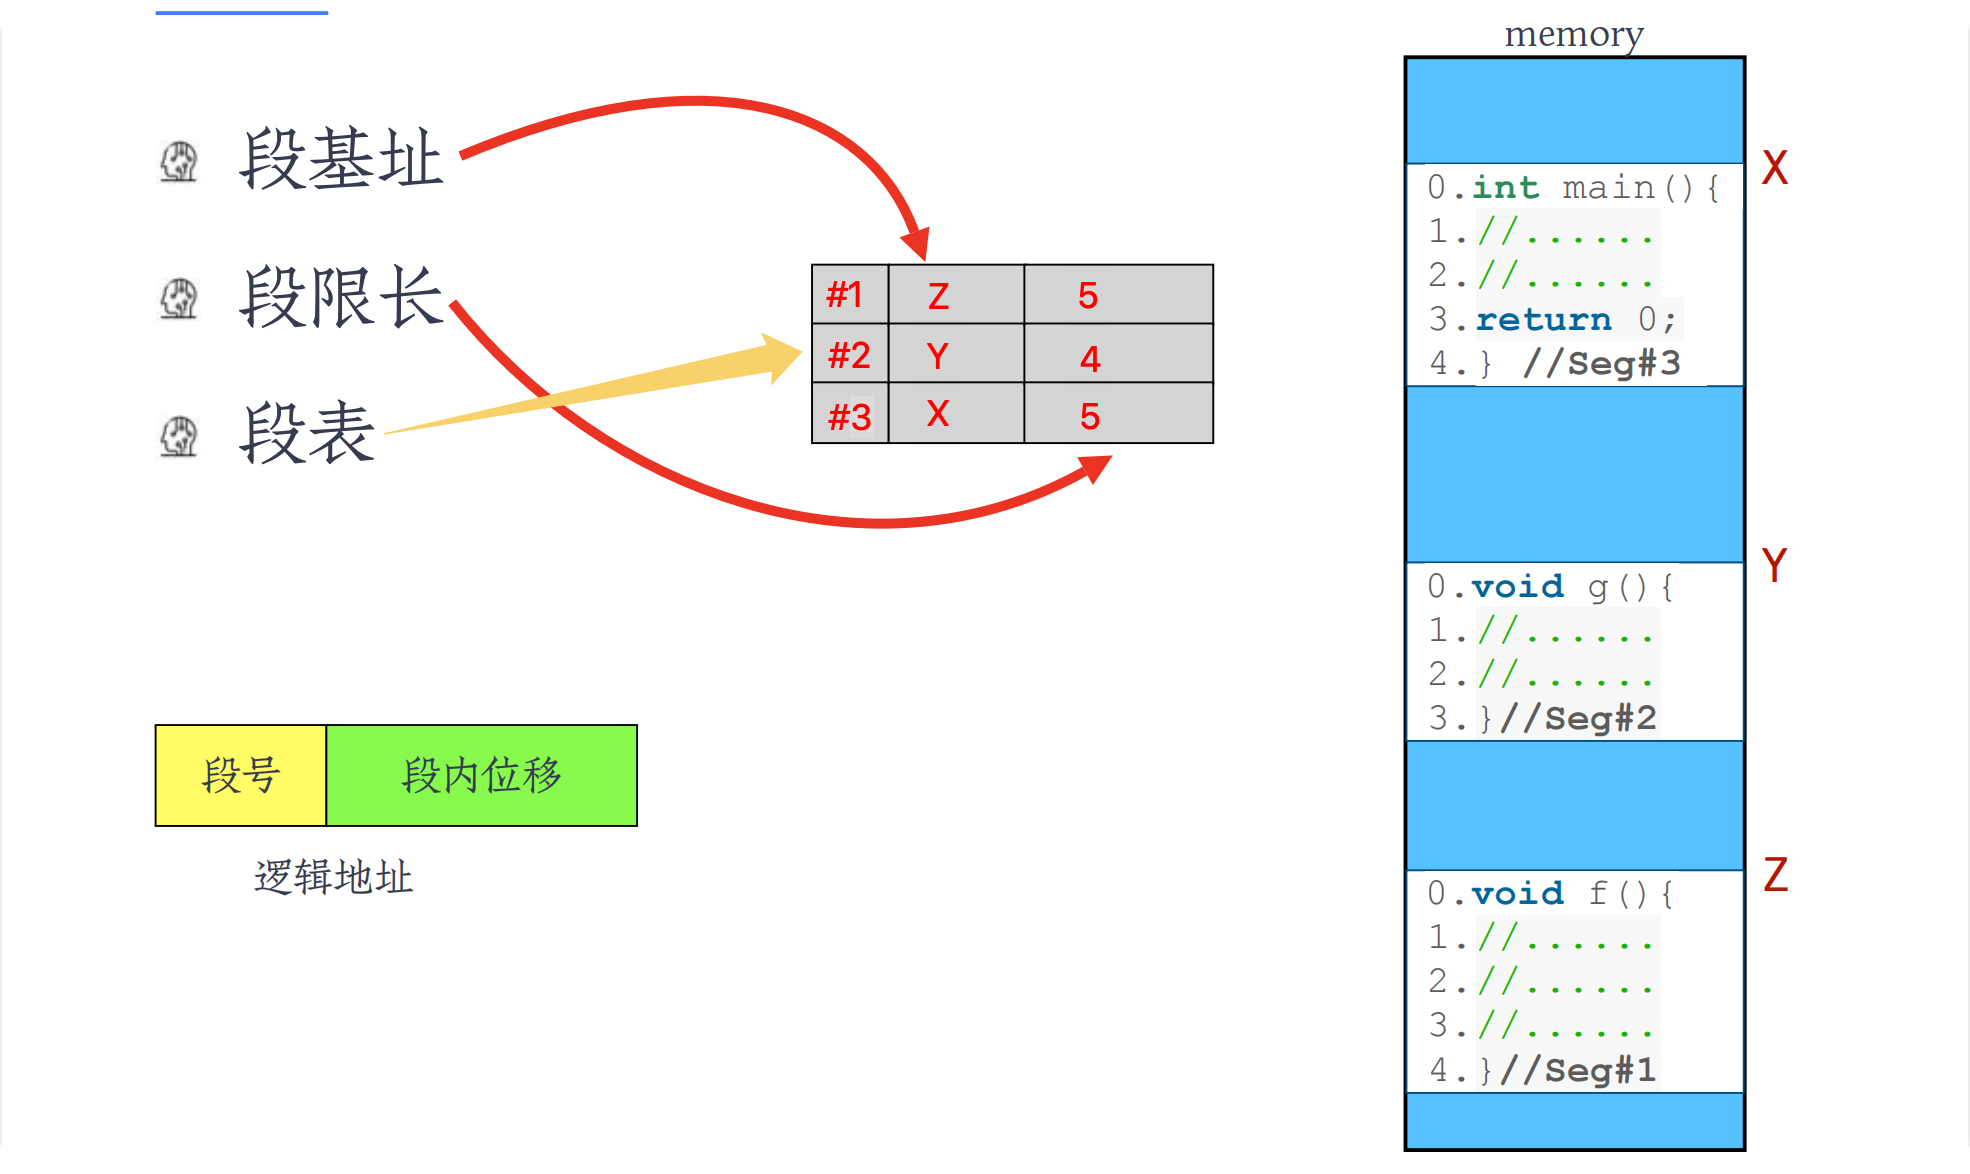 段基址
段限长
段表
#1 Z 5
#2 Y 4
#3 X 5
段号 段内位移
逻辑地址
memory
X
0.int main(){
1.//......
2.//......
3.return 0;
4.} //Seg#3
Y
0.void g(){
1.//......
2.//......
3.}//Seg#2
Z
0.void f(){
1.//......
2.//......
3.//......
4.}//Seg#1